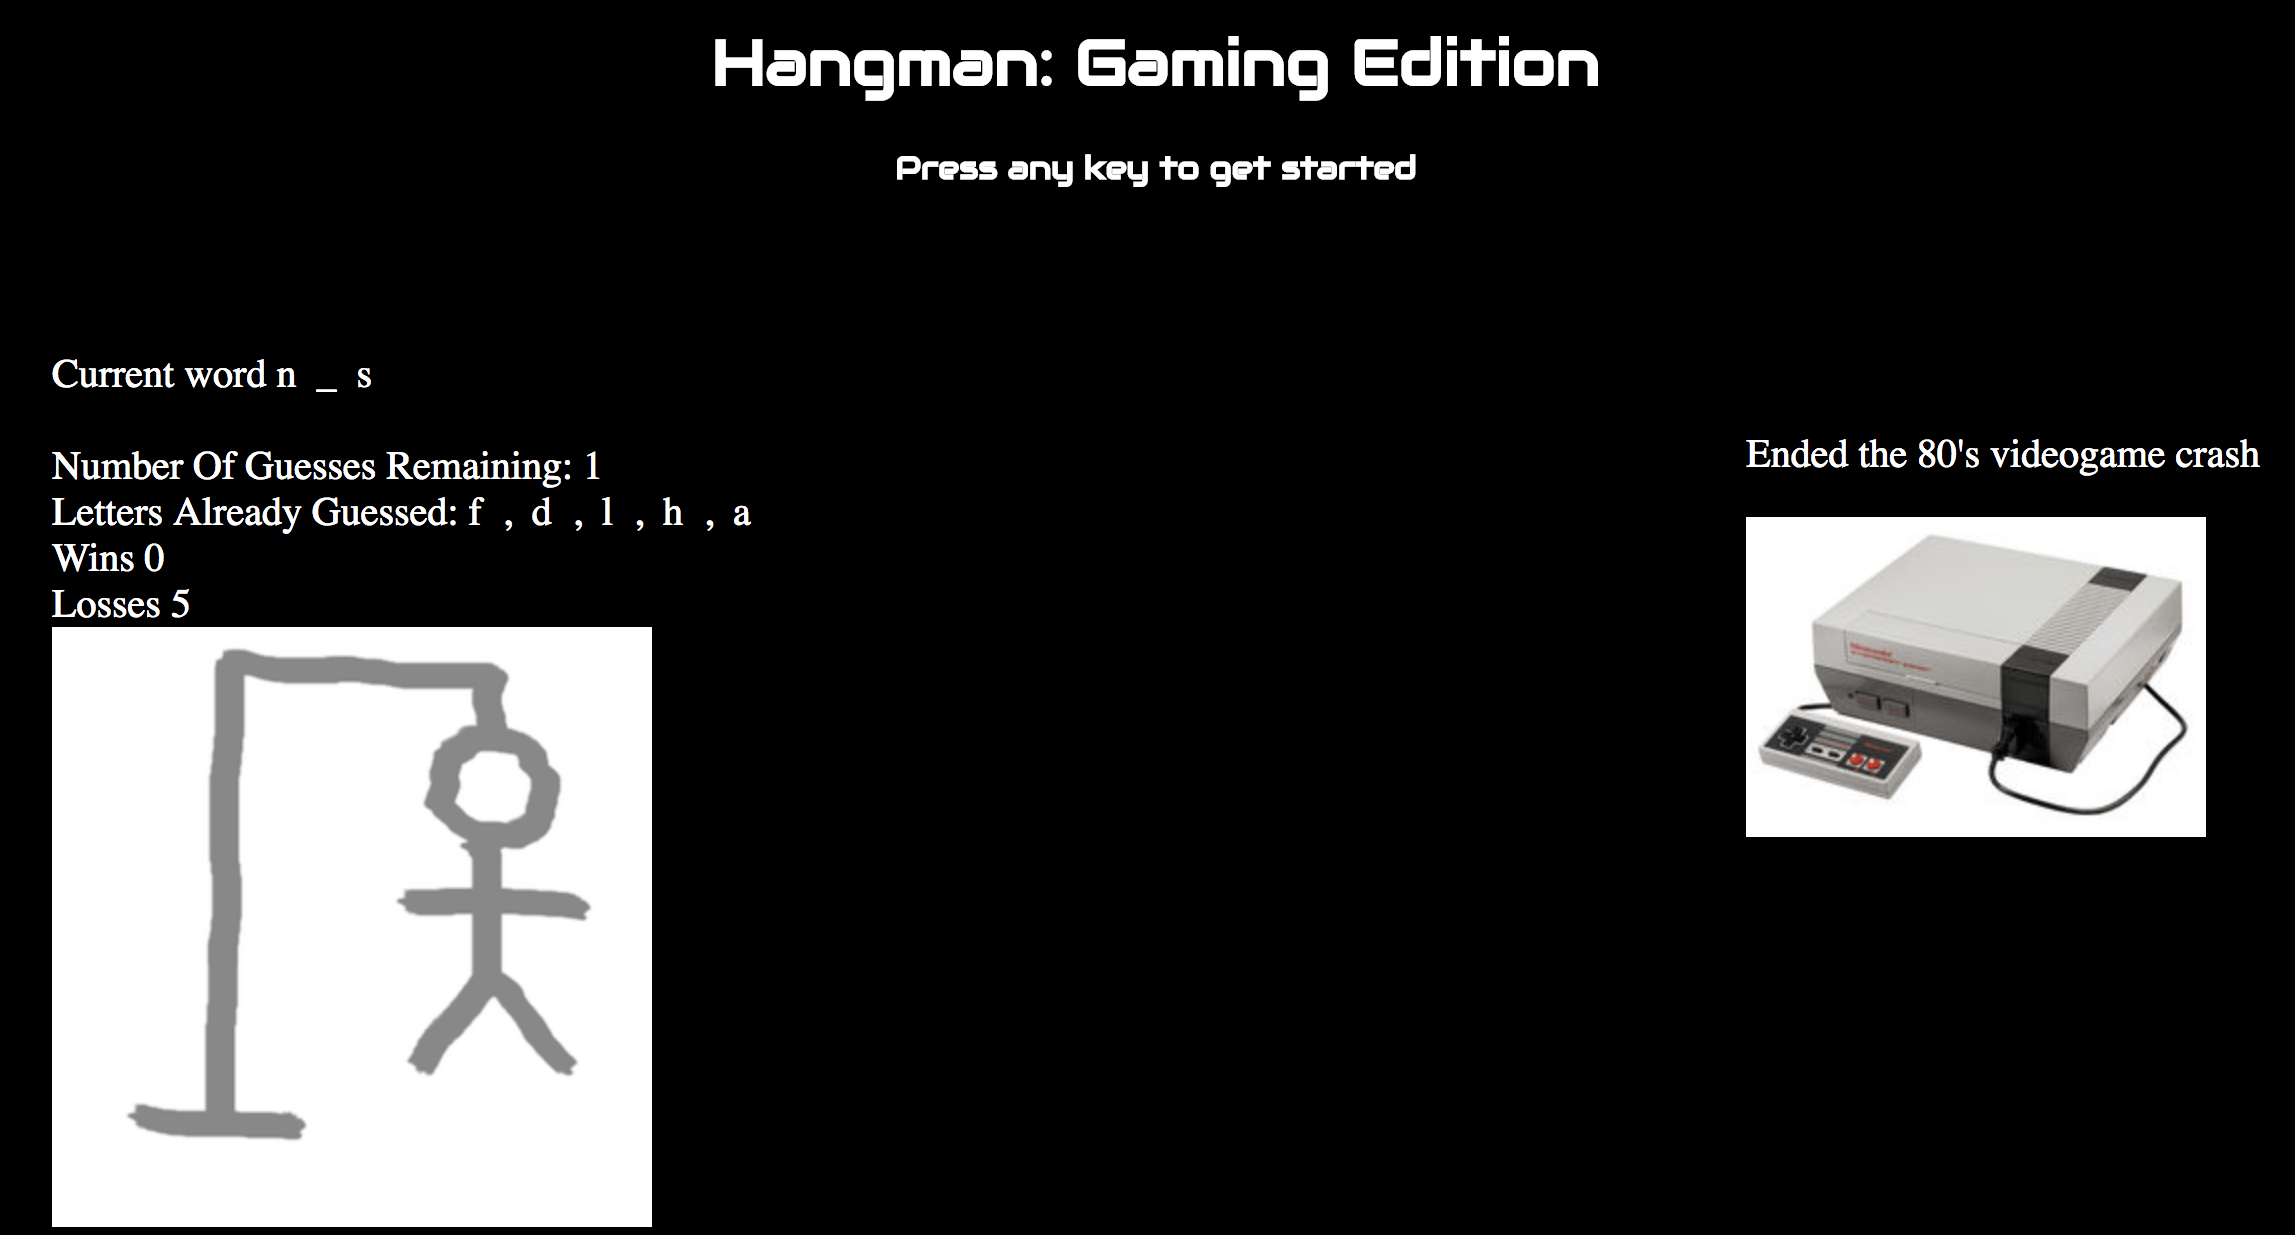 Hangman: Gaming Edition
Press any key to get started
Current word n _ s
Number Of Guesses Remaining: 1
Letters Already Guessed: f , d , l , h , a
Wins 0
Losses 5
Ended the 80's videogame crash
Nintendo